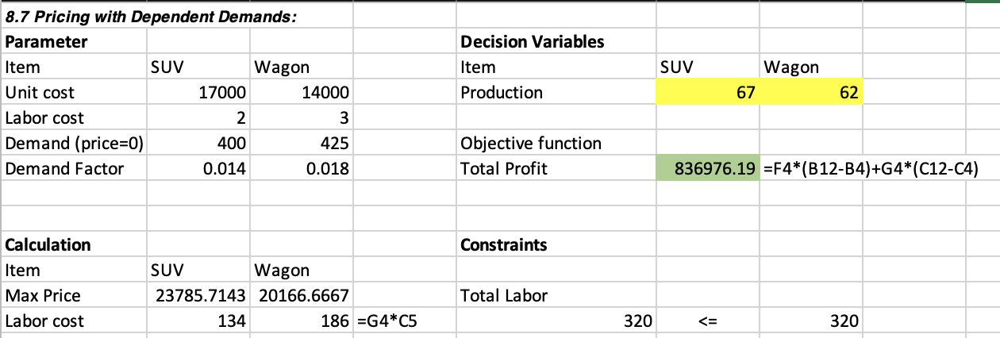 8.7 Pricing with Dependent Demands:
Parameter Decision Variables
Item SUV Wagon Item SUV Wagon
Unit cost 17000 14000 Production 67 62
Labor cost 2 3
Demand (price=0) 400 425 Objective function
Demand Factor 0.014 0.018 Total Profit 836976.19 =F4*(B12-B4)+G4*(C12-C4)
Calculation Constraints
Item SUV Wagon
Max Price 23785.7143 20166.6667 Total Labor
Labor cost 134 186 =G4*C5 320 <= 320